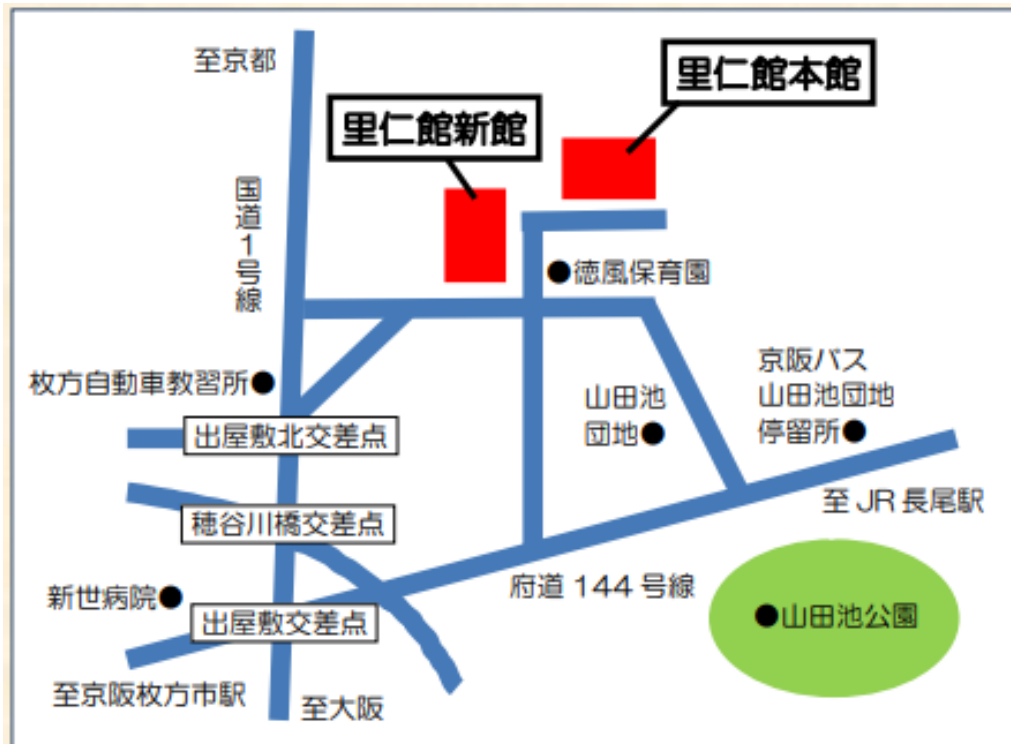 至京都
里仁館本館
里仁館新館
国道1号線
●徳風保育園
枚方自動車教習所●
京阪バス
山田池団地
停留所●
山田池
団地●
出屋敷北交差点
至JR長尾駅
穂谷川橋交差点
府道144号線
新世病院●
出屋敷交差点
●山田池公園
至京阪枚方市駅
至大阪